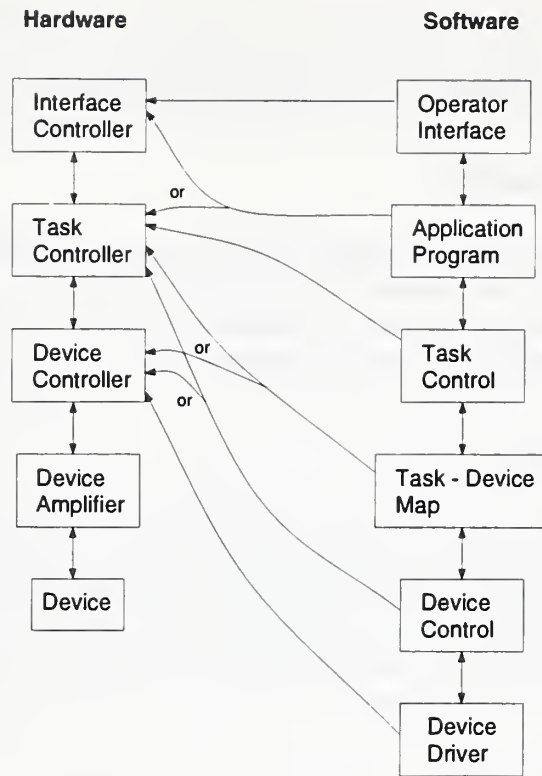 Hardware
Software
Interface
Controller
Operator
Interface
or
Task
Controller
Application
Program
Device
Controller
or
or
Task
Control
Device
Amplifier
Task - Device
Map
Device
Device
Control
Device
Driver